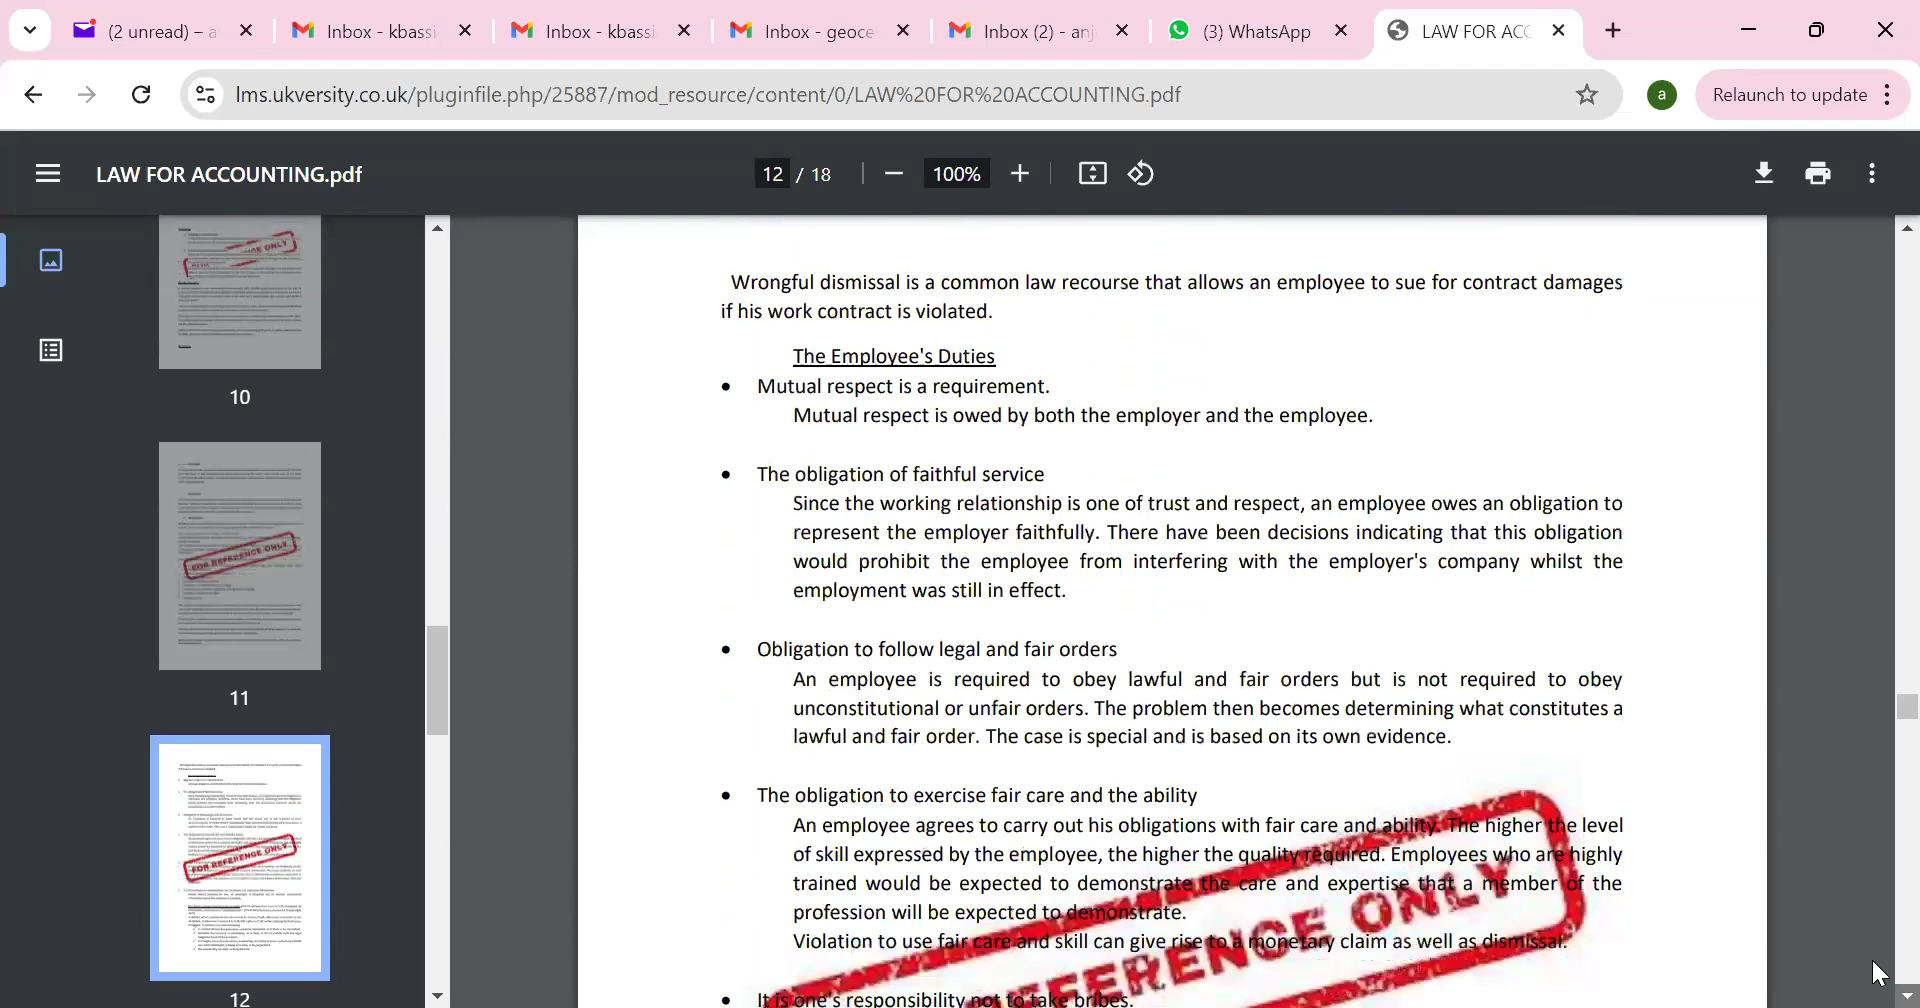 (2 unread) – a
Inbox - kbassi
Inbox - kbassi
Inbox - geoce
Inbox (2) - anj
(3) WhatsApp
LAW FOR ACC
lms.ukversity.co.uk/pluginfile.php/25887/mod_resource/content/0/LAW%20FOR%20ACCOUNTING.pdf
a
Relaunch to update
LAW FOR ACCOUNTING.pdf
12 / 18
100%
10
FOR REFERENCE ONLY
11
FOR REFERENCE ONLY
12
Wrongful dismissal is a common law recourse that allows an employee to sue for contract damages
if his work contract is violated.
The Employee's Duties
• Mutual respect is a requirement.
Mutual respect is owed by both the employer and the employee.
• The obligation of faithful service
Since the working relationship is one of trust and respect, an employee owes an obligation to
represent the employer faithfully. There have been decisions indicating that this obligation
would prohibit the employee from interfering with the employer's company whilst the
employment was still in effect.
• Obligation to follow legal and fair orders
An employee is required to obey lawful and fair orders but is not required to obey
unconstitutional or unfair orders. The problem then becomes determining what constitutes a
lawful and fair order. The case is special and is based on its own evidence.
• The obligation to exercise fair care and the ability
An employee agrees to carry out his obligations with fair care and ability. The higher the level
of skill expressed by the employee, the higher the quality required. Employees who are highly
trained would be expected to demonstrate the care and expertise that a member of the
profession will be expected to demonstrate.
Violation to use fair care and skill can give rise to a monetary claim as well as dismissal.
• It is one's responsibility not to take bribes.
ERENCE ONLY